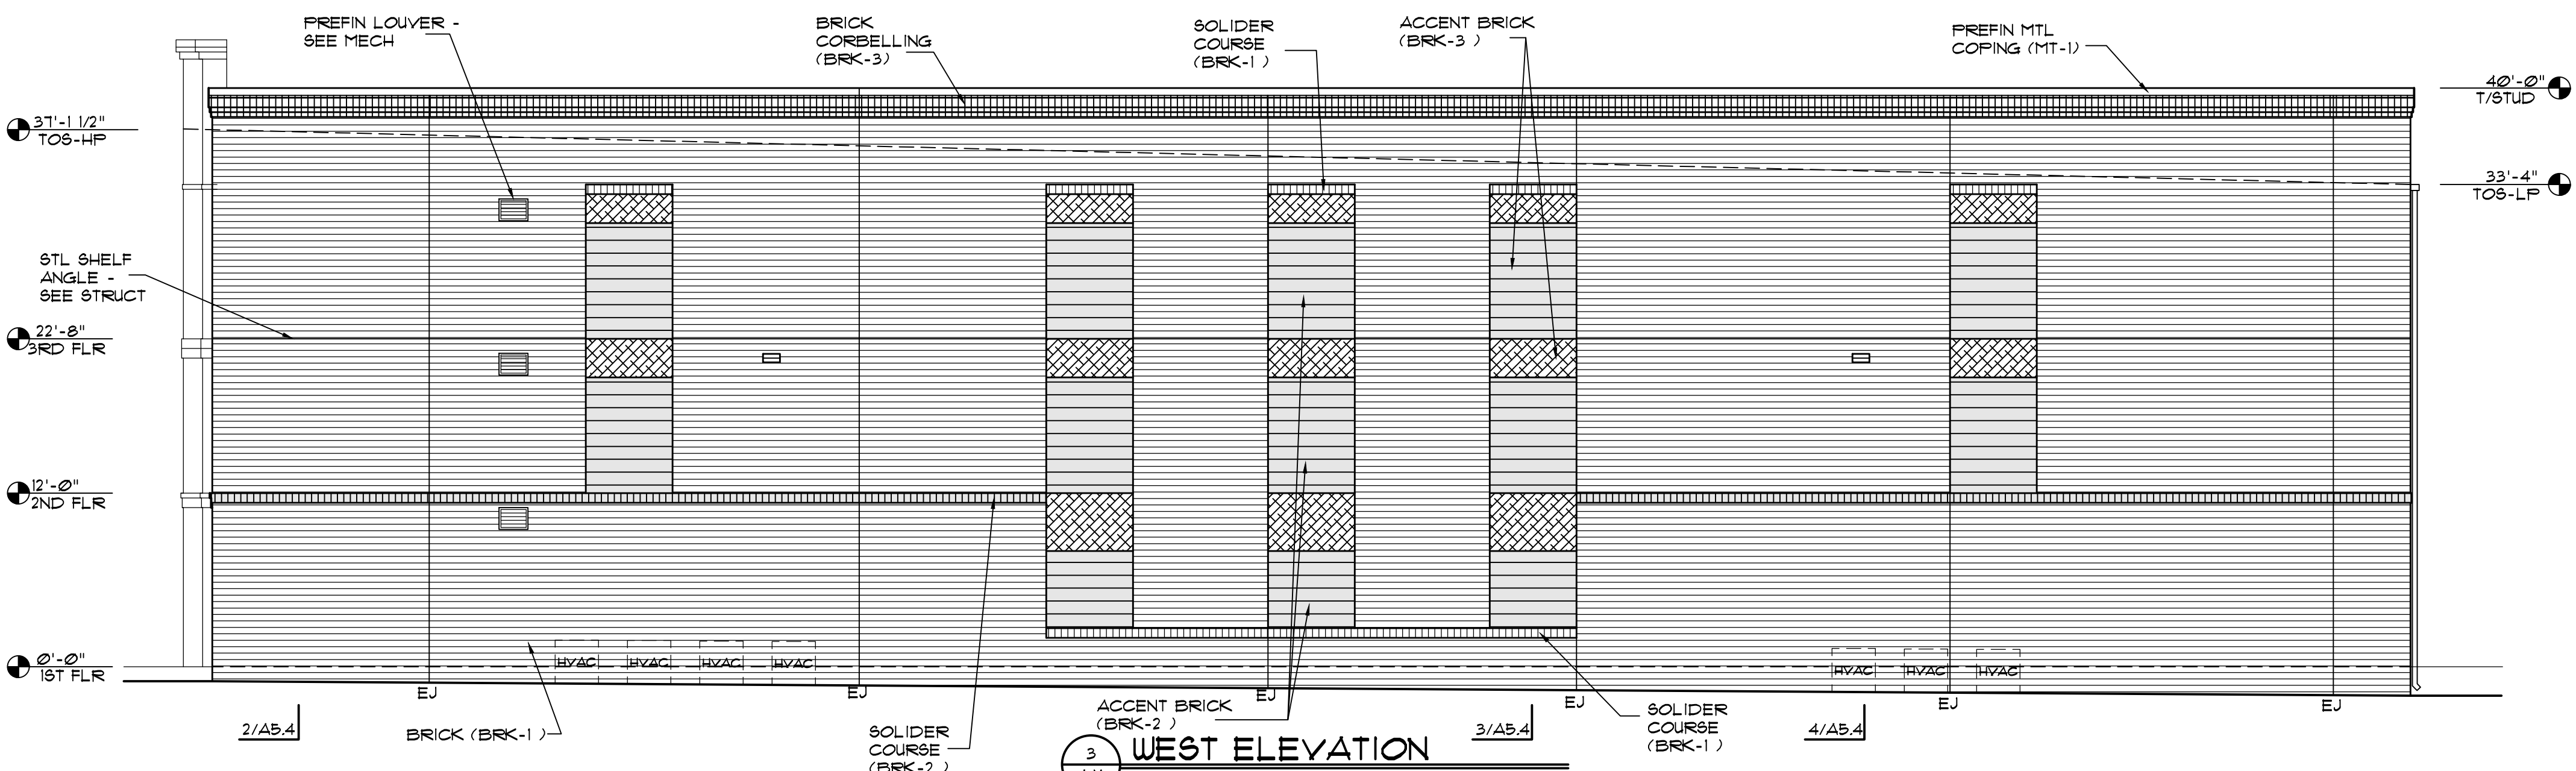 PREFIN LOUVER -
SEE MECH
BRICK
CORBELLING
(BRK-3)
SOLIDER
COURSE
(BRK-1 )
ACCENT BRICK
(BRK-3 )
PREFIN MTL
COPING (MT-1)
40'-0"
T/STUD
37'-1 1/2"
TOS-HP
33'-4"
TOS-LP
STL SHELF
ANGLE -
SEE STRUCT
22'-8"
3RD FLR
12'-0"
2ND FLR
0'-0"
1ST FLR
HVAC
HVAC
HVAC
HVAC
HVAC
HVAC
HVAC
EJ
EJ
EJ
EJ
EJ
EJ
2/A5.4
BRICK (BRK-1 )
SOLIDER
COURSE
(BRK-2 )
ACCENT BRICK
(BRK-2 )
3/A5.4
SOLIDER
COURSE
(BRK-1 )
4/A5.4
3
WEST ELEVATION